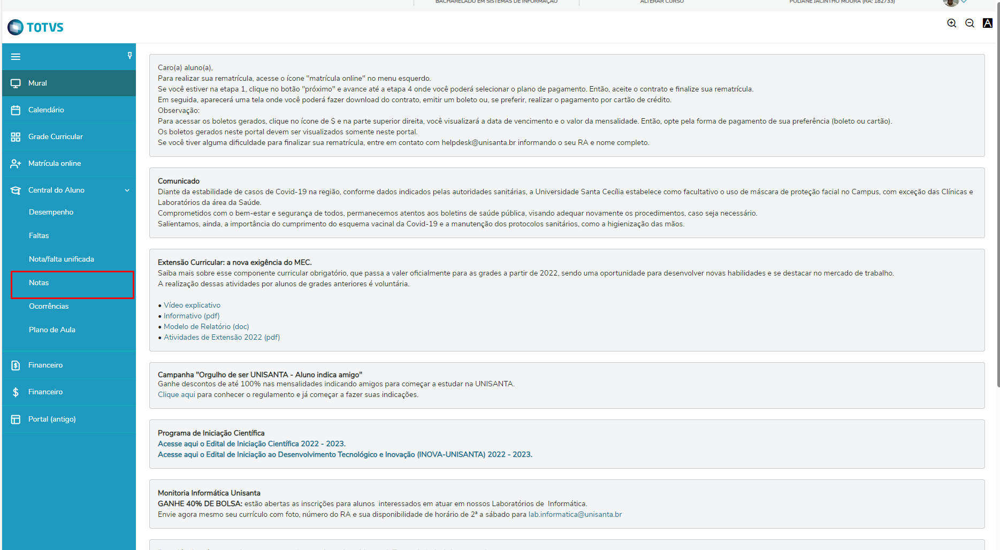 BACHARELADO EM SISTEMAS DE INFORMAÇÃO
ALTERAR CURSO
POLIANE JACINTHO MOURA (RA: 182733)
TOTVS
A
Mural
Calendário
Grade Curricular
Matrícula online
Central do Aluno
Desempenho
Faltas
Nota/falta unificada
Notas
Ocorrências
Plano de Aula
Financeiro
Financeiro
Portal (antigo)
Caro(a) aluno(a),
Para realizar sua rematrícula, acesse o ícone "matrícula online" no menu esquerdo.
Se você estiver na etapa 1, clique no botão "próximo" e avance até a etapa 4 onde você poderá selecionar o plano de pagamento. Então, aceite o contrato e finalize sua rematrícula.
Em seguida, aparecerá uma tela onde você poderá fazer download do contrato, emitir um boleto ou, se preferir, realizar o pagamento por cartão de crédito.
Observação:
Para acessar os boletos gerados, clique no ícone de $ e na parte superior direita, você visualizará a data de vencimento e o valor da mensalidade. Então, opte pela forma de pagamento de sua preferência (boleto ou cartão).
Os boletos gerados neste portal devem ser visualizados somente neste portal.
Se você tiver alguma dificuldade para finalizar sua rematrícula, entre em contato com helpdesk@unisanta.br informando o seu RA e nome completo.
Comunicado
Diante da estabilidade de casos de Covid-19 na região, conforme dados indicados pelas autoridades sanitárias, a Universidade Santa Cecília estabelece como facultativo o uso de máscara de proteção facial no Campus, com exceção das Clínicas e
Laboratórios da área da Saúde.
Comprometidos com o bem-estar e segurança de todos, permanecemos atentos aos boletins de saúde pública, visando adequar novamente os procedimentos, caso seja necessário.
Salientamos, ainda, a importância do cumprimento do esquema vacinal da Covid-19 e a manutenção dos protocolos sanitários, como a higienização das mãos.
Extensão Curricular: a nova exigência do MEC.
Saiba mais sobre esse componente curricular obrigatório, que passa a valer oficialmente para as grades a partir de 2022, sendo uma oportunidade para desenvolver novas habilidades e se destacar no mercado de trabalho.
A realização dessas atividades por alunos de grades anteriores é voluntária.
• Vídeo explicativo
• Informativo (pdf)
• Modelo de Relatório (doc)
• Atividades de Extensão 2022 (pdf)
Campanha "Orgulho de ser UNISANTA - Aluno indica amigo"
Ganhe descontos de até 100% nas mensalidades indicando amigos para começar a estudar na UNISANTA.
Clique aqui para conhecer o regulamento e já começar a fazer suas indicações.
Programa de Iniciação Científica
Acesse aqui o Edital de Iniciação Científica 2022 - 2023.
Acesse aqui o Edital de Iniciação ao Desenvolvimento Tecnológico e Inovação (INOVA-UNISANTA) 2022 - 2023.
Monitoria Informática Unisanta
GANHE 40% DE BOLSA: estão abertas as inscrições para alunos interessados em atuar em nossos Laboratórios de Informática.
Envie agora mesmo seu currículo com foto, número do RA e sua disponibilidade de horário de 2ª a sábado para lab.informatica@unisanta.br